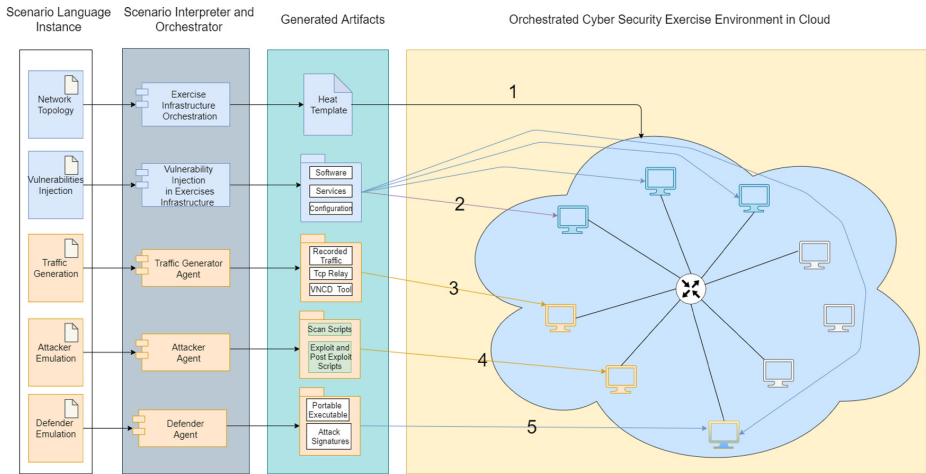 Scenario Language
Instance
Scenario Interpreter and
Orchestrator
Generated Artifacts
Orchestrated Cyber Security Exercise Environment in Cloud
Network
Topology
Exercise
Infrastructure
Orchestration
Heat
Template
1
Vulnerabilities
Injection
Vulnerability
Injection
in Exercises
Infrastructure
Software
Services
Configuration
2
Traffic
Generation
Traffic Generator
Agent
Recorded
Traffic
Tcp Relay
VNCD Tool
3
Attacker
Emulation
Attacker
Agent
Scan Scripts
Exploit and
Post Exploit
Scripts
4
Defender
Emulation
Defender
Agent
Portable
Executable
Attack
Signatures
5